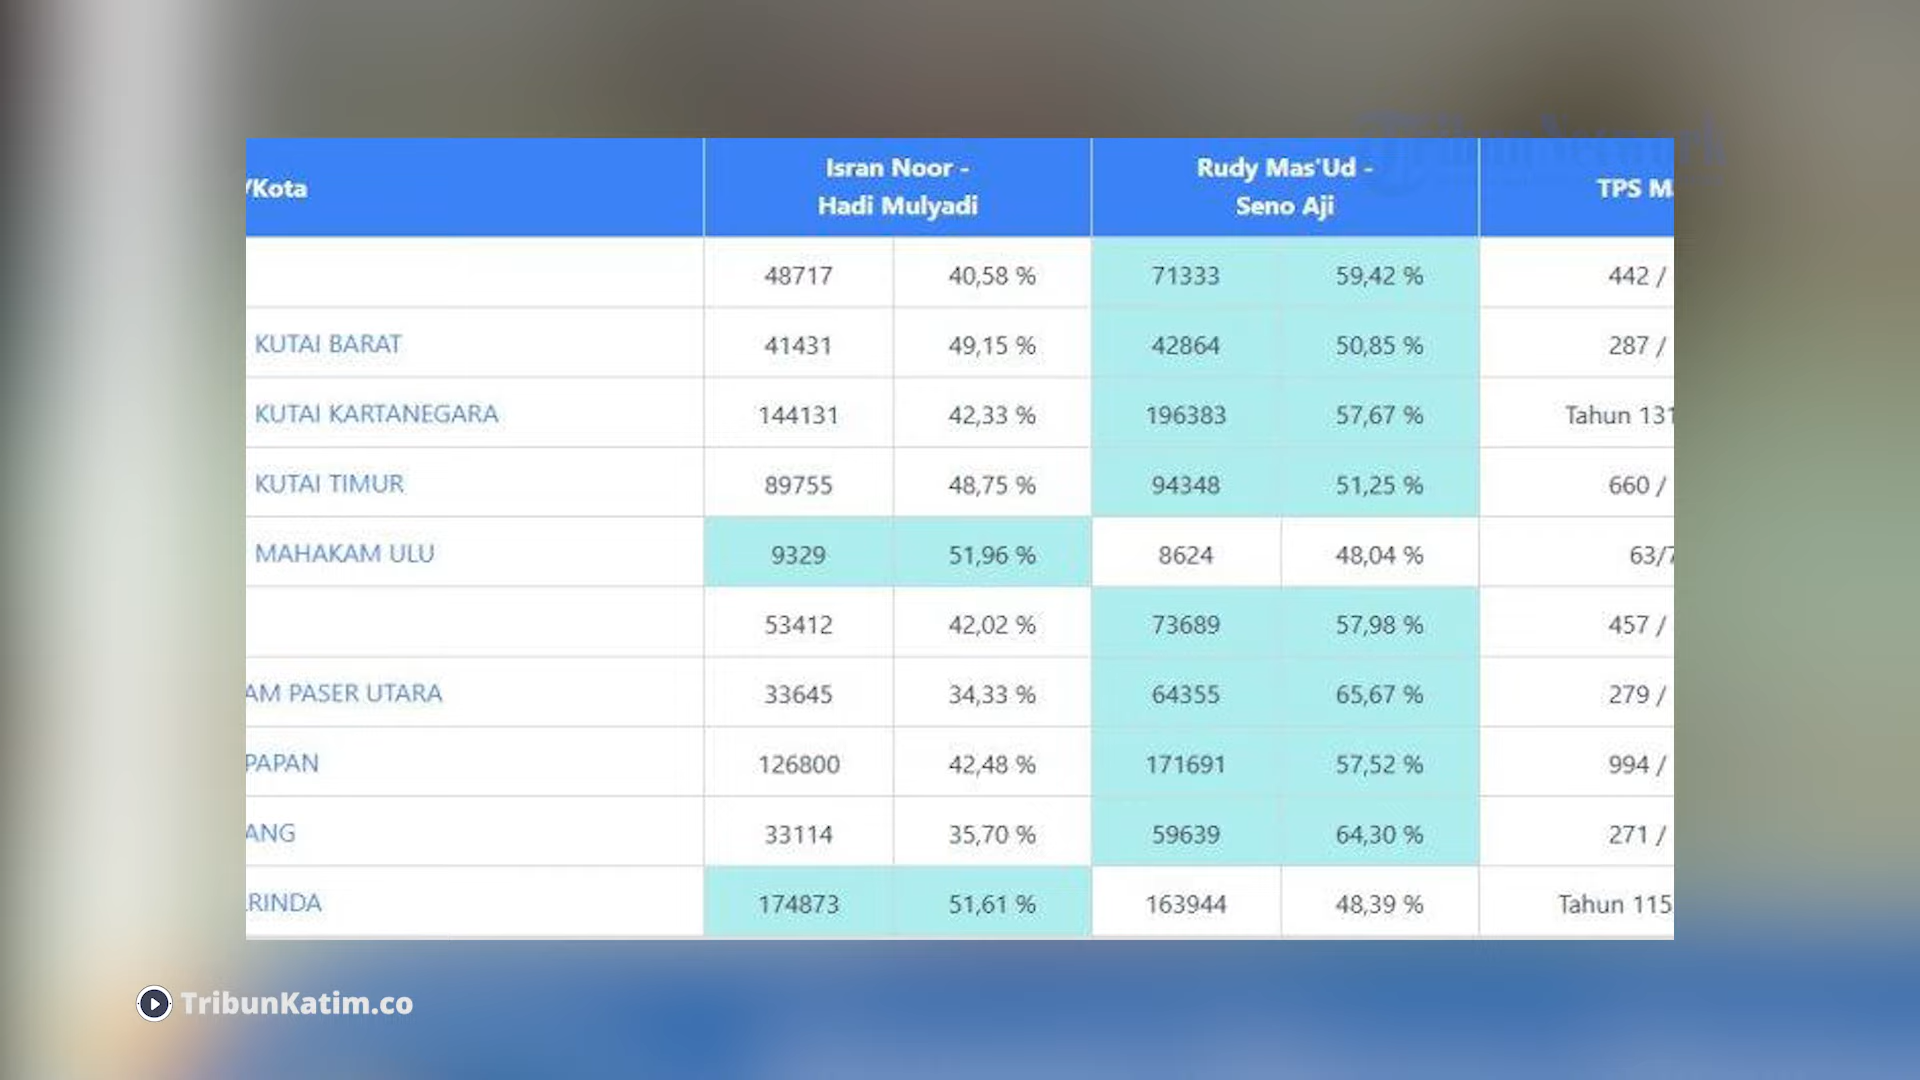 TribunNetwork
/Kota
Isran Noor -
Hadi Mulyadi
Rudy Mas'Ud -
Seno Aji
TPS M
48717 40,58 % 71333 59,42 % 442 /
KUTAI BARAT 41431 49,15 % 42864 50,85 % 287 /
KUTAI KARTANEGARA 144131 42,33 % 196383 57,67 % Tahun 131
KUTAI TIMUR 89755 48,75 % 94348 51,25 % 660 /
MAHAKAM ULU 9329 51,96 % 8624 48,04 % 63/7
53412 42,02 % 73689 57,98 % 457 /
AM PASER UTARA 33645 34,33 % 64355 65,67 % 279 /
PAPAN 126800 42,48 % 171691 57,52 % 994 /
ANG 33114 35,70 % 59639 64,30 % 271 /
RINDA 174873 51,61 % 163944 48,39 % Tahun 115
TribunKatim.co